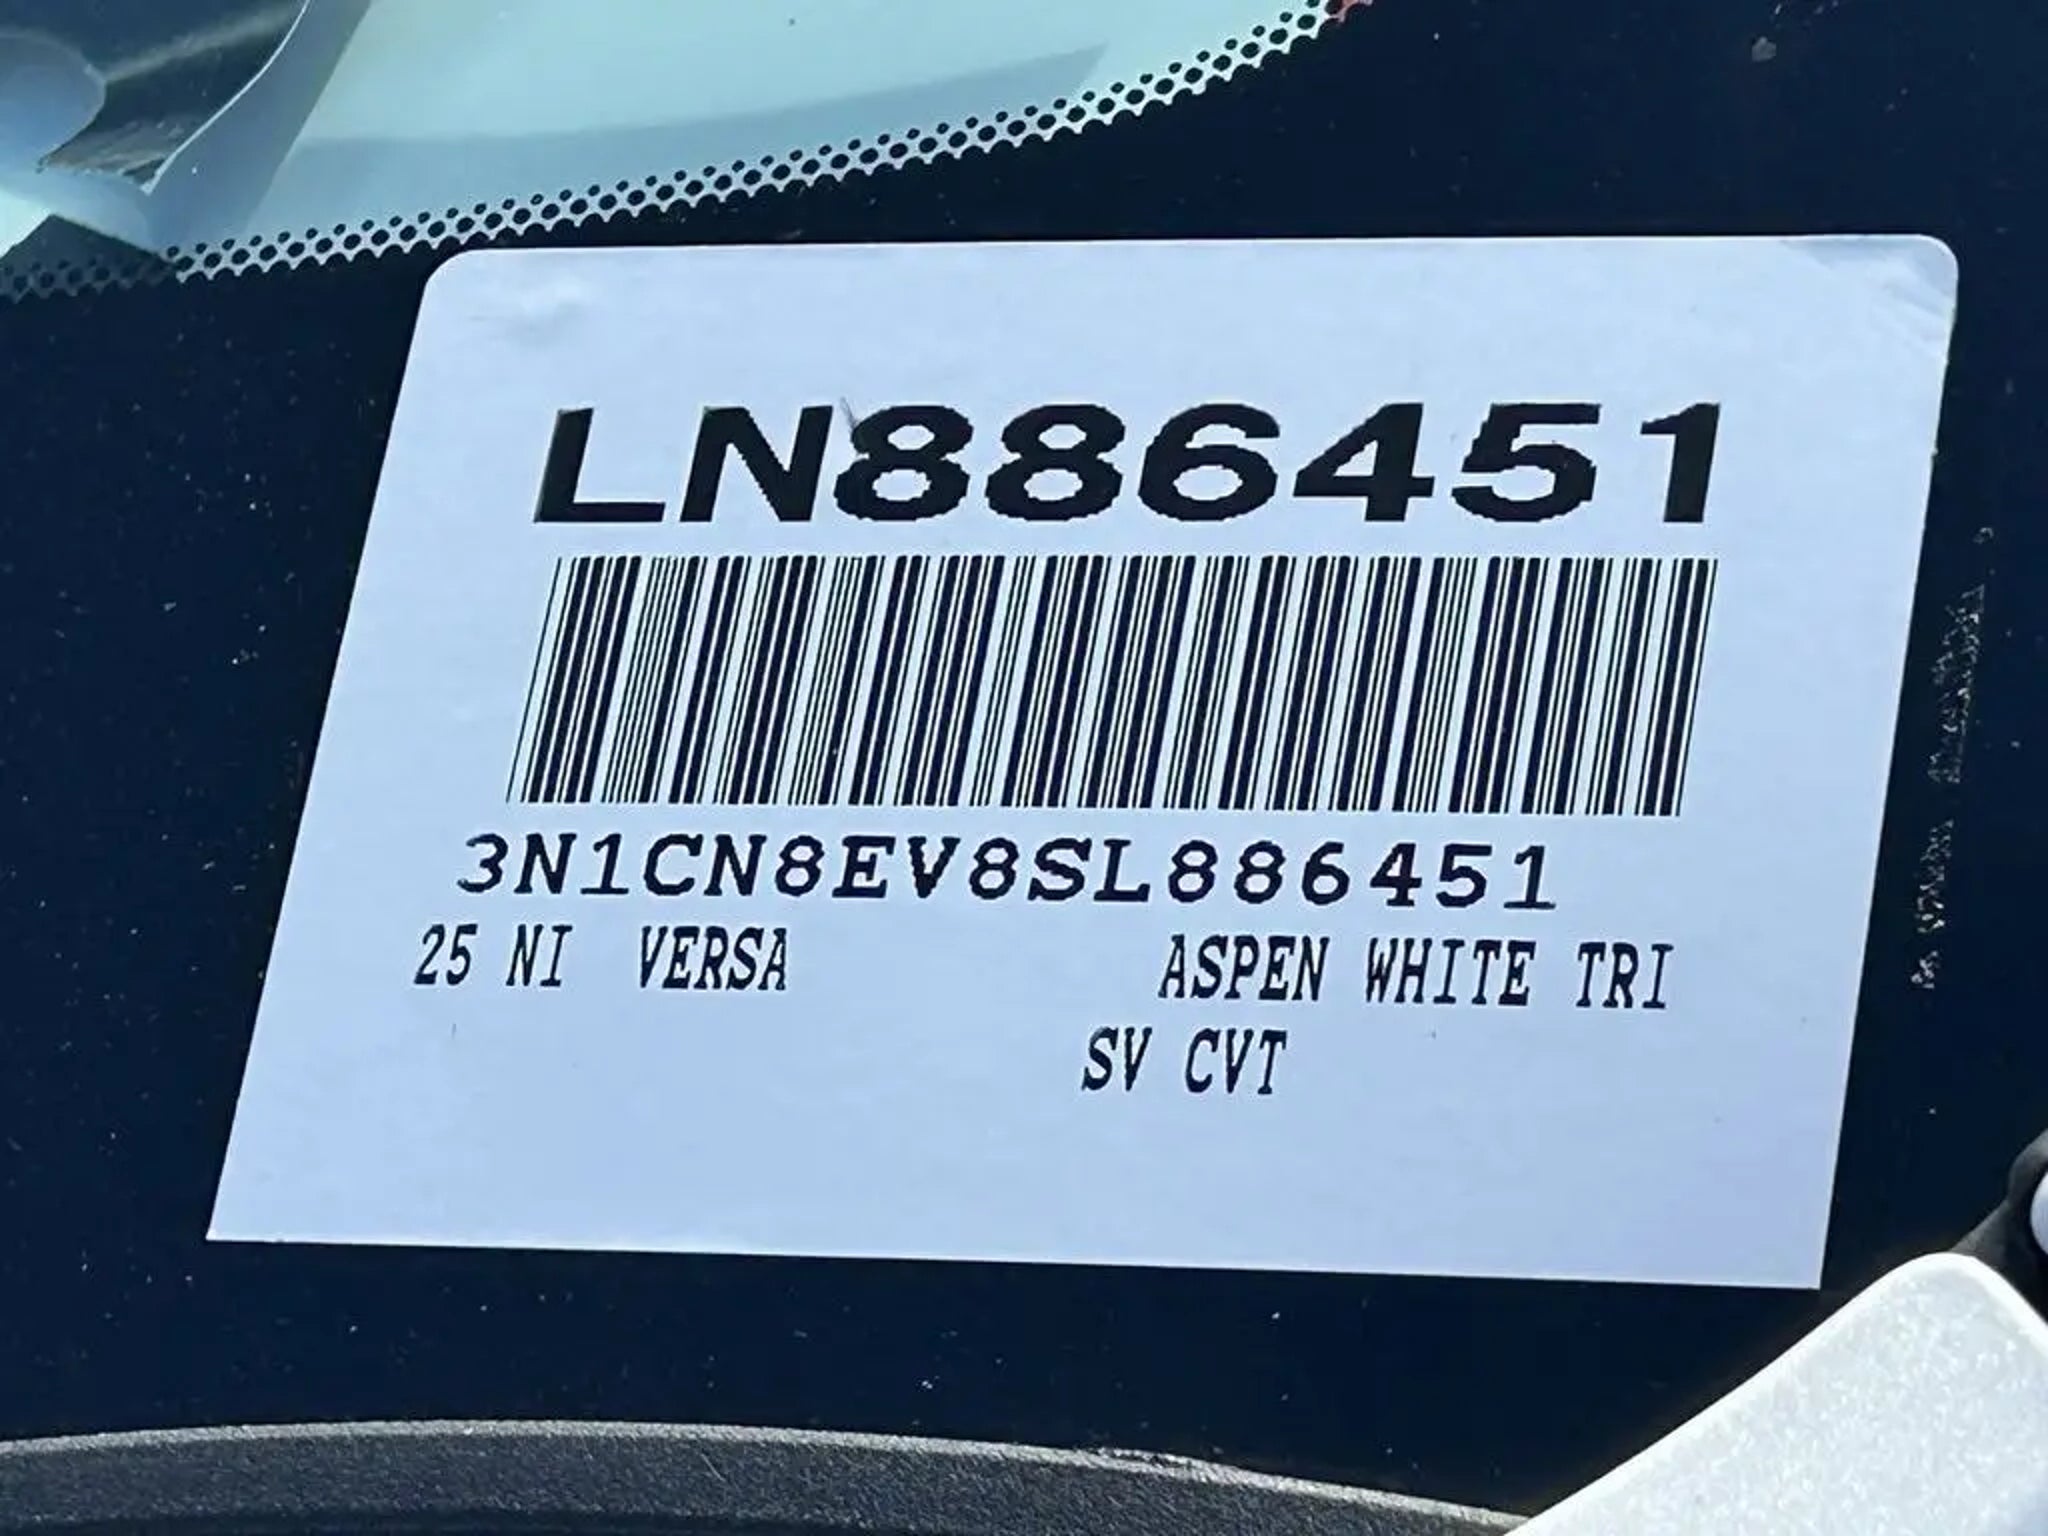 LN886451
3N1CN8EV8SL886451
25 NI VERSA ASPEN WHITE TRI
SV CVT